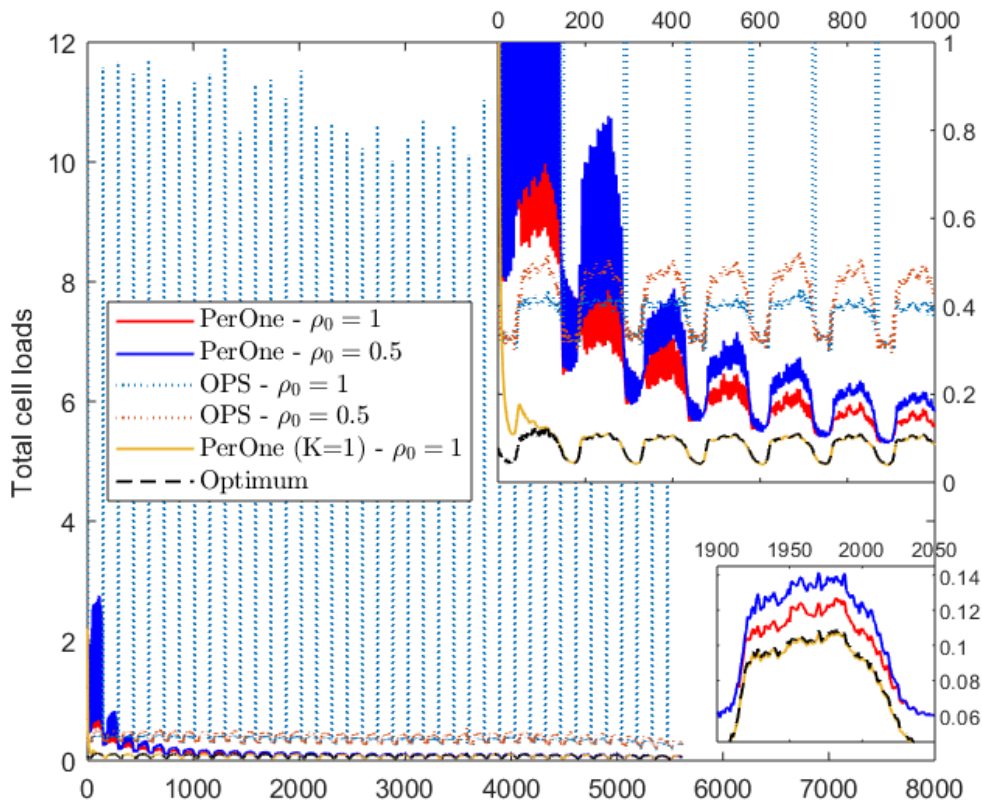 0 200 400 600 800 1000
12
10
8
6
4
2
0
Total cell loads
1
0.8
0.6
0.4
0.2
0
PerOne - ρ₀ = 1
PerOne - ρ₀ = 0.5
OPS - ρ₀ = 1
OPS - ρ₀ = 0.5
PerOne (K=1) - ρ₀ = 1
Optimum
1900 1950 2000 2050
0.14
0.12
0.1
0.08
0.06
0 1000 2000 3000 4000 5000 6000 7000 8000